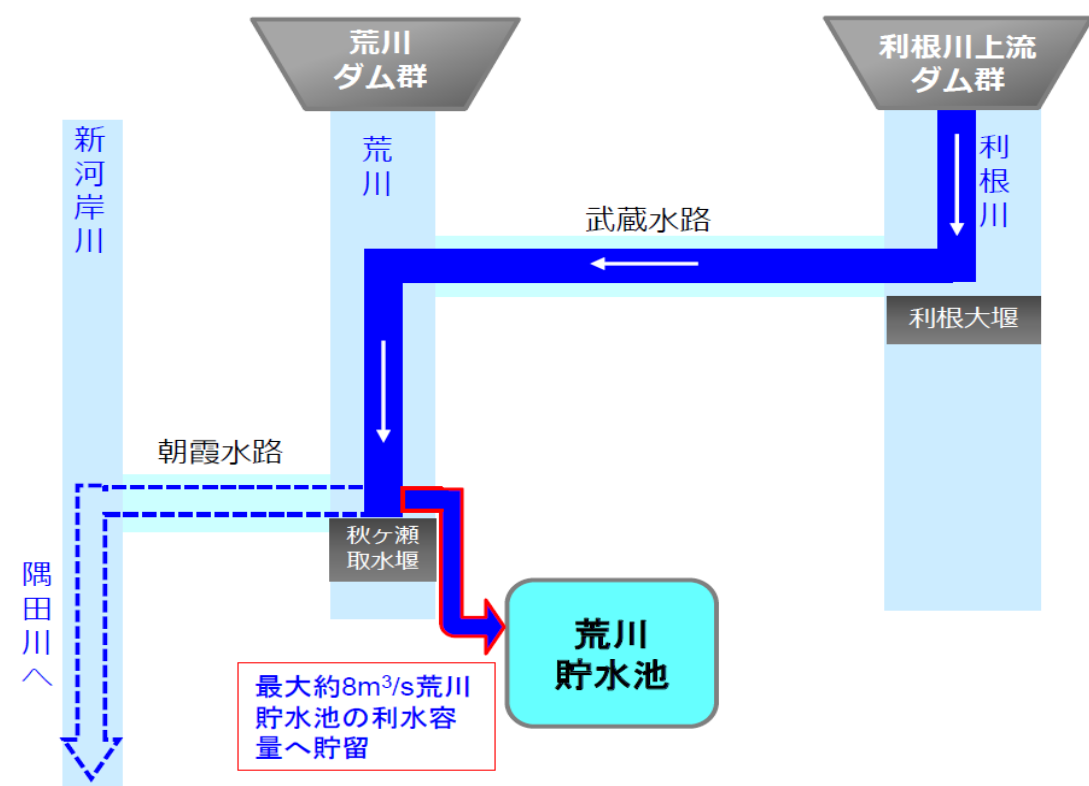 荒川
ダム群
利根川上流
ダム群
新河岸川
荒川
利根川
武蔵水路
利根大堰
朝霞水路
秋ヶ瀬
取水堰
隅田川へ
荒川
貯水池
最大約8m³/s荒川
貯水池の利水容
量へ貯留